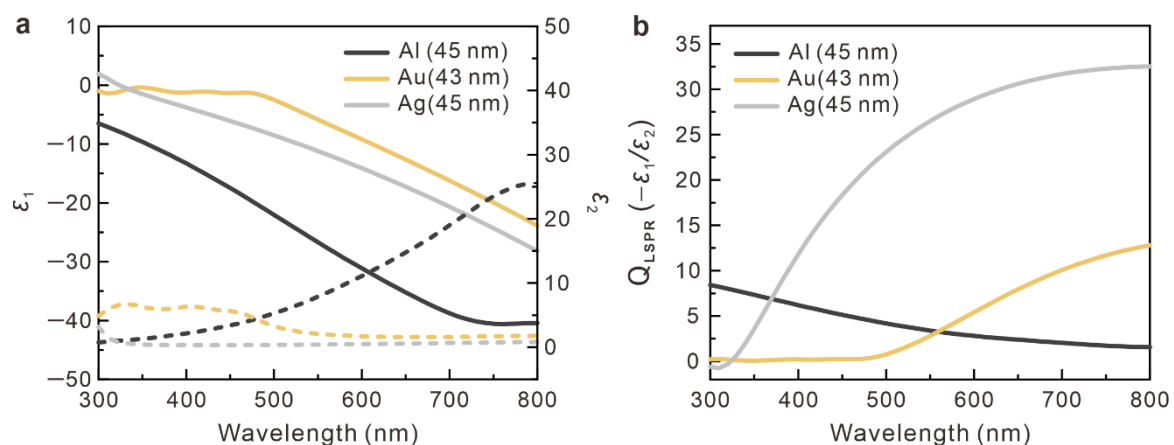 a
10
0
−10
−20
−30
−40
−50
ε₁
50
40
30
20
10
0
ε₂
Al (45 nm)
Au(43 nm)
Ag(45 nm)
300 400 500 600 700 800
Wavelength (nm)
b
35
30
25
20
15
10
5
0
Q_LSPR (−ε₁/ε₂)
Al (45 nm)
Au(43 nm)
Ag(45 nm)
300 400 500 600 700 800
Wavelength (nm)